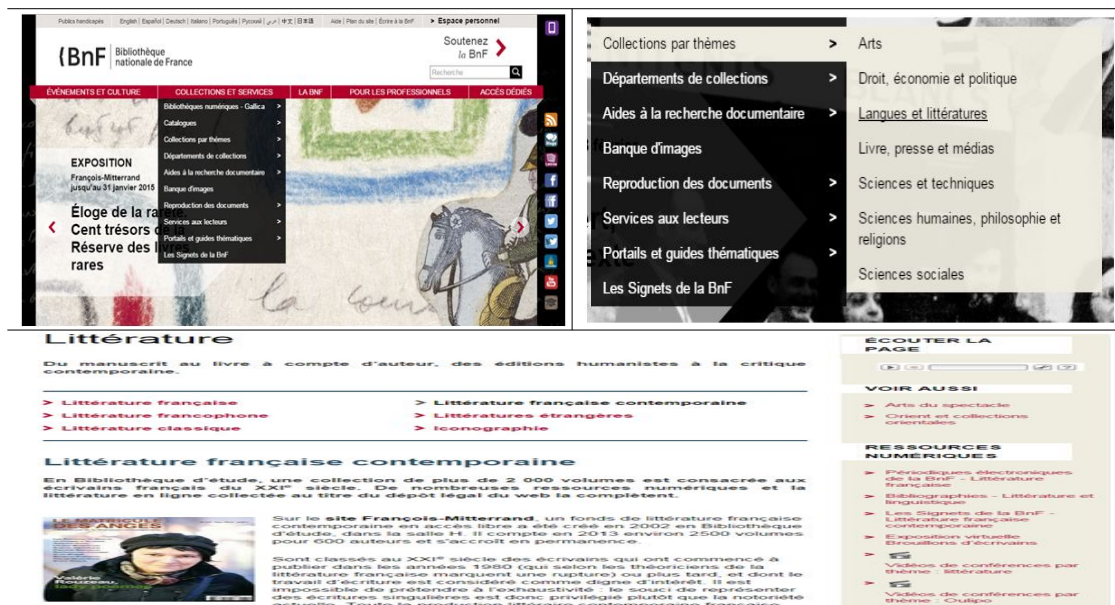 Publics handicapés English | Español | Deutsch | Italiano | Português | Русский | عربي | 中文 | 日本語 Aide | Plan du site | Écrire à la BnF > Espace personnel
{BnF Bibliothèque
nationale de France
Soutenez
la BnF
Recherche
ÉVÉNEMENTS ET CULTURE COLLECTIONS ET SERVICES LA BNF POUR LES PROFESSIONNELS ACCÈS DÉDIÉS
Bibliothèques numériques - Gallica >
Catalogues >
Collections par thèmes >
Départements de collections >
Aides à la recherche documentaire >
Banque d'images
Reproduction des documents >
Services aux lecteurs >
Portails et guides thématiques >
Les Signets de la BnF
EXPOSITION
François-Mitterrand
jusqu'au 31 janvier 2015
Éloge de la rareté.
Cent trésors de la
Réserve des livres
rares
la
Collections par thèmes >
Départements de collections >
Aides à la recherche documentaire >
Banque d'images
Reproduction des documents >
Services aux lecteurs >
Portails et guides thématiques >
Les Signets de la BnF
Arts
Droit, économie et politique
Langues et littératures
Livre, presse et médias
Sciences et techniques
Sciences humaines, philosophie et
religions
Sciences sociales
Littérature
Du manuscrit au livre à compte d'auteur, des éditions humanistes à la critique
contemporaine.
> Littérature française
> Littérature francophone
> Littérature classique
> Littérature française contemporaine
> Littératures étrangères
> Iconographie
Littérature française contemporaine
En Bibliothèque d'étude, une collection de plus de 2 000 volumes est consacrée aux
écrivains français du XXIe siècle. De nombreuses ressources numériques et la
littérature en ligne collectée au titre du dépôt légal du web la complètent.
LE MATRICULE
DES ANGES
Valérie
Rouzeau,
Sur le site François-Mitterrand, un fonds de littérature française
contemporaine en accès libre a été créé en 2002 en Bibliothèque
d'étude, dans la salle H. Il compte en 2013 environ 2500 volumes
pour 600 auteurs et s'accroît en permanence.
Sont classés au XXIe siècle des écrivains qui ont commencé à
publier dans les années 1980 (qui selon les théoriciens de la
littérature française marquent une rupture) ou plus tard, et dont le
travail d'écriture est considéré comme digne d'intérêt. Il est
impossible de prétendre à l'exhaustivité : le souci de représenter
des écritures singulières est donc privilégié plutôt que la notoriété
actuelle. Toute la production littéraire contemporaine française
ÉCOUTER LA
PAGE
VOIR AUSSI
> Arts du spectacle
> Orient et collections
orientales
RESSOURCES
NUMÉRIQUES
> Périodiques électroniques
de la BnF - Littérature
française
> Bibliographies - Littérature et
linguistique
> Les Signets de la BnF -
Littérature française
contemporaine
> Exposition virtuelle
Brouillons d'écrivains
>
Vidéos de conférences par
thème : littérature
>
Vidéos de conférences par
thème : Oulipo